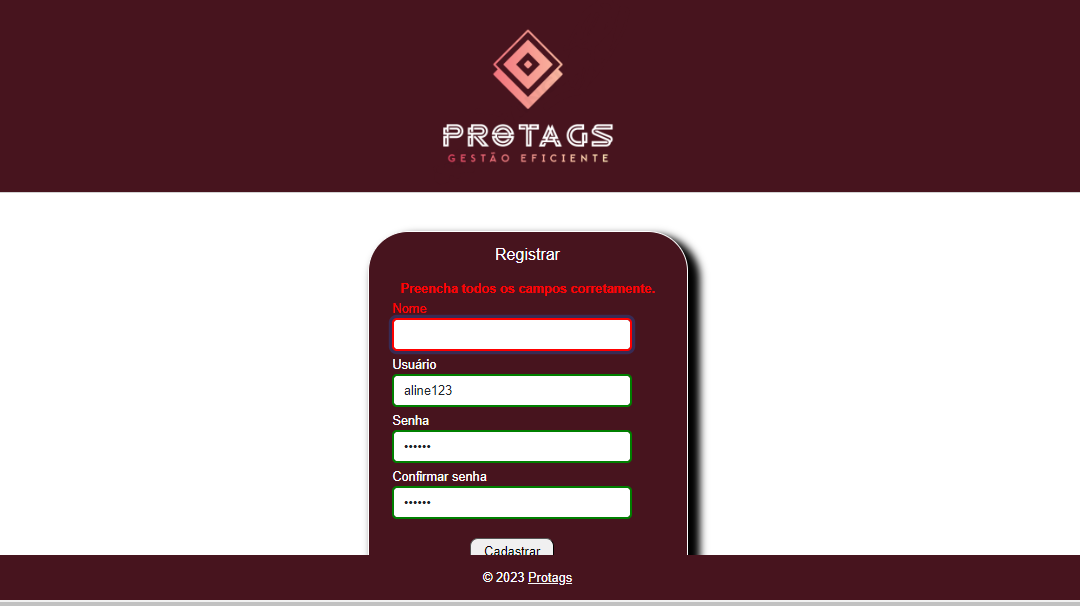 PROTAGS
GESTÃO EFICIENTE
Registrar
Preencha todos os campos corretamente.
Nome
Usuário
aline123
Senha
••••••
Confirmar senha
••••••
Cadastrar
© 2023 Protags